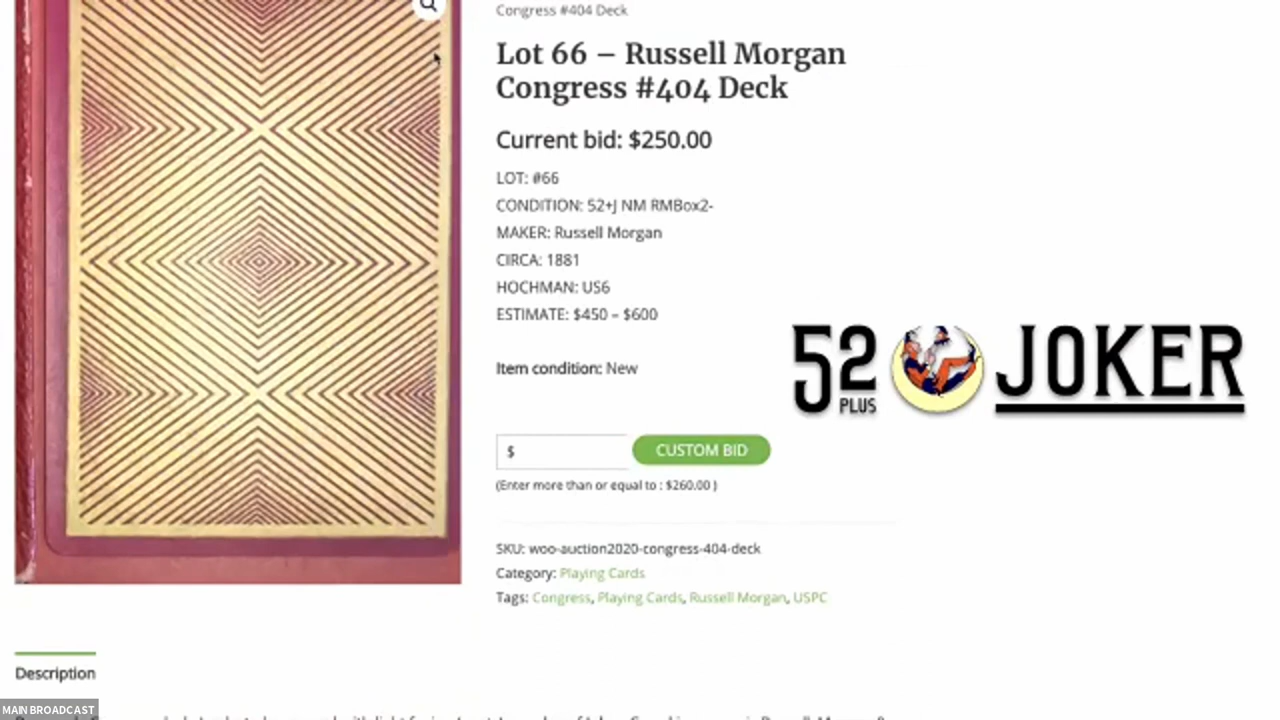 Congress #404 Deck
Lot 66 – Russell Morgan
Congress #404 Deck
Current bid: $250.00
LOT: #66
CONDITION: 52+J NM RMBox2-
MAKER: Russell Morgan
CIRCA: 1881
HOCHMAN: US6
ESTIMATE: $450 – $600
52 PLUS JOKER
Item condition: New
$
CUSTOM BID
(Enter more than or equal to : $260.00 )
SKU: woo-auction2020-congress-404-deck
Category: Playing Cards
Tags: Congress, Playing Cards, Russell Morgan, USPC
Description
MAIN BROADCAST